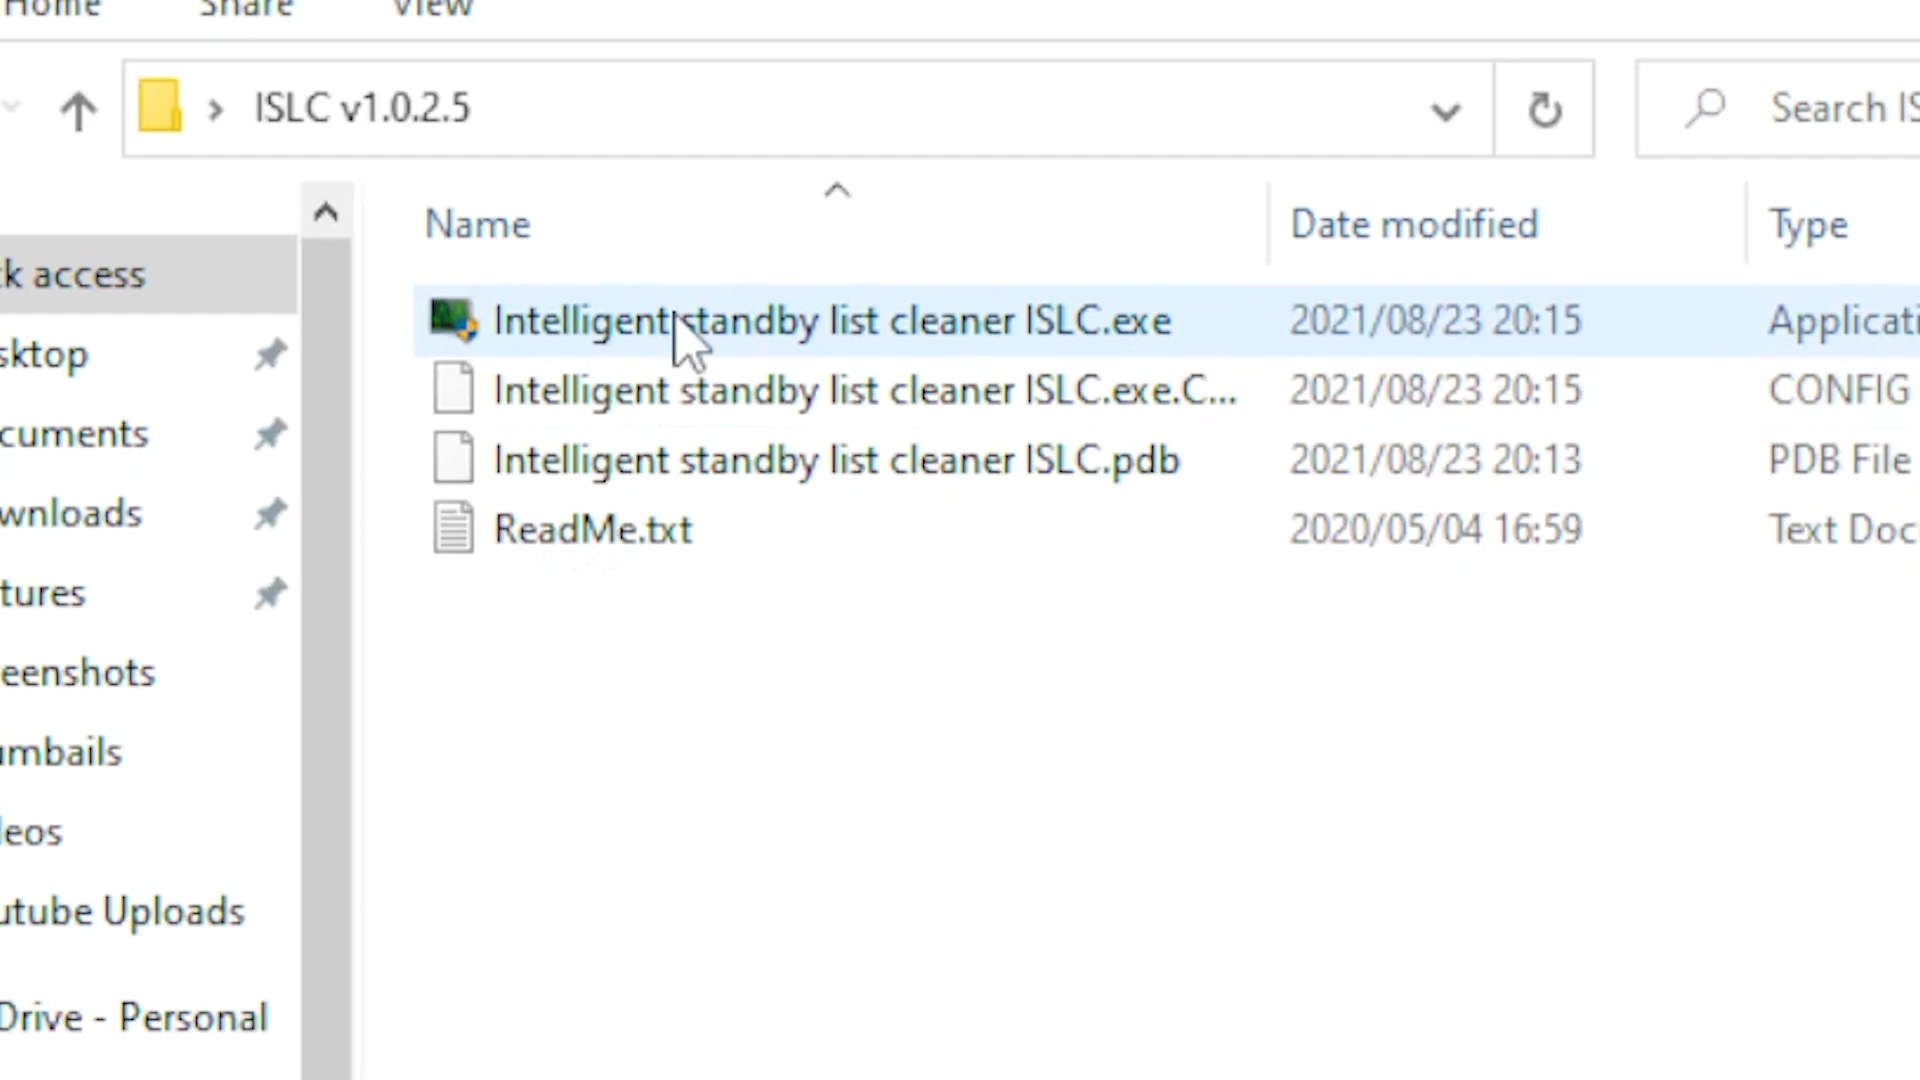 Home Share View
ISLC v1.0.2.5
Search IS
Name Date modified Type
k access
Intelligent standby list cleaner ISLC.exe 2021/08/23 20:15 Applicati
sktop
Intelligent standby list cleaner ISLC.exe.C... 2021/08/23 20:15 CONFIG
cuments
Intelligent standby list cleaner ISLC.pdb 2021/08/23 20:13 PDB File
wnloads
ReadMe.txt 2020/05/04 16:59 Text Doc
tures
eenshots
umbails
deos
utube Uploads
Drive - Personal